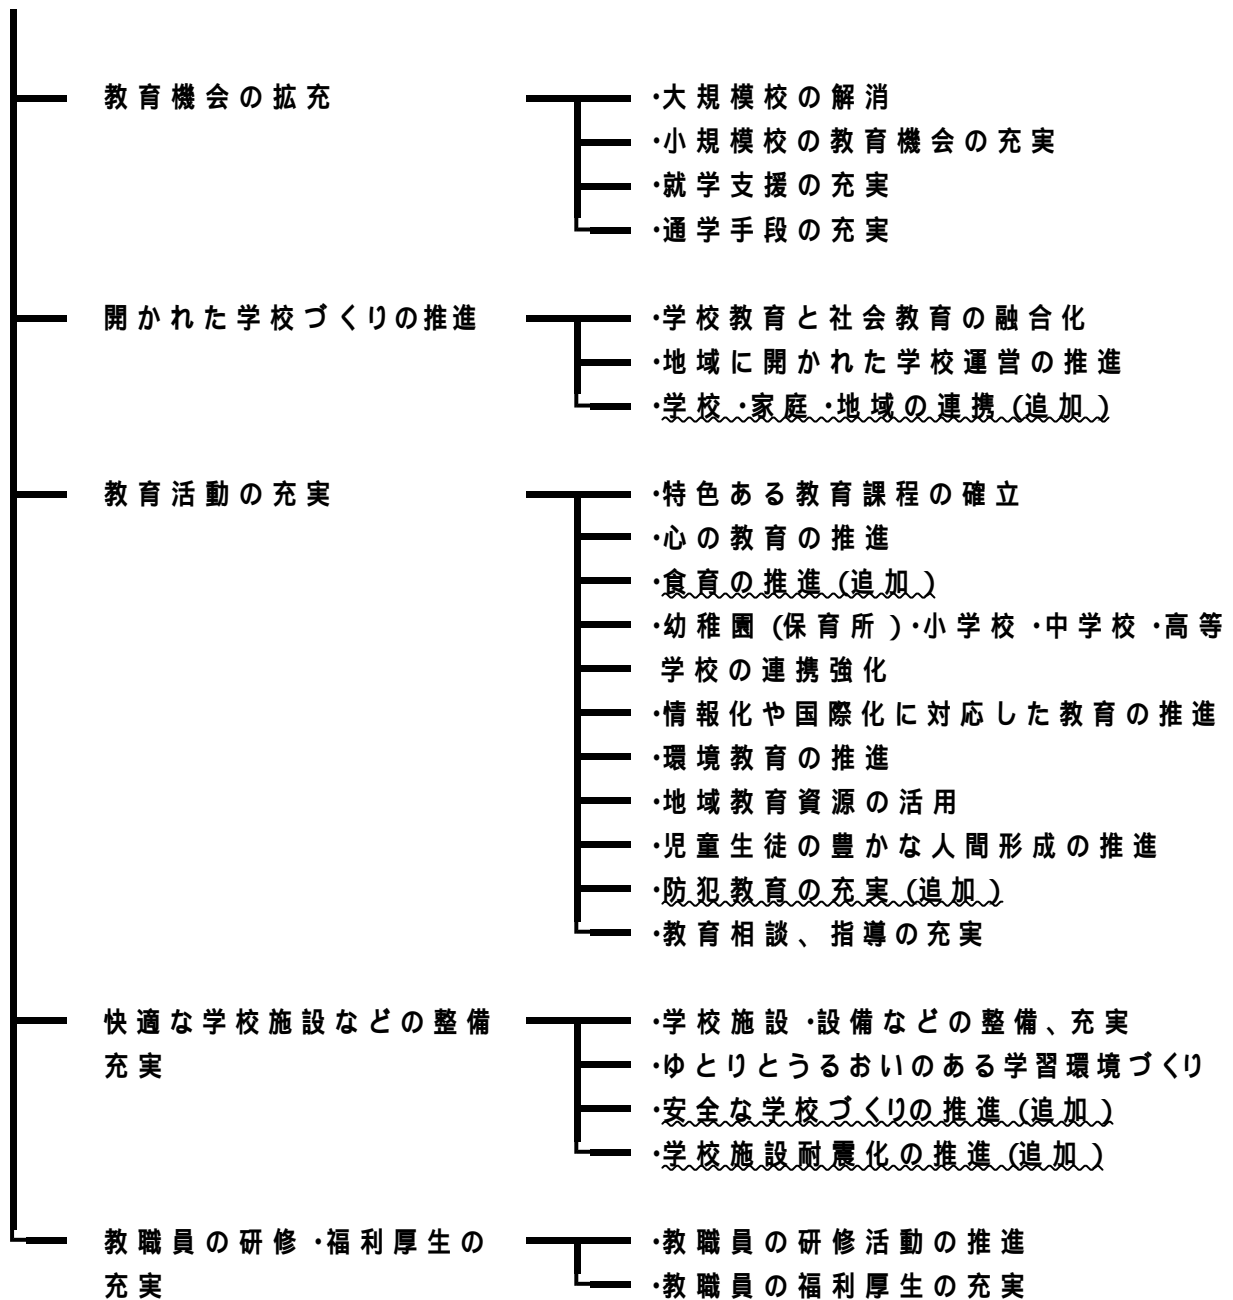 教育機会の拡充
・大規模校の解消
・小規模校の教育機会の充実
・就学支援の充実
・通学手段の充実
開かれた学校づくりの推進
・学校教育と社会教育の融合化
・地域に開かれた学校運営の推進
・学校・家庭・地域の連携(追加)
教育活動の充実
・特色ある教育課程の確立
・心の教育の推進
・食育の推進(追加)
・幼稚園(保育所)・小学校・中学校・高等
学校の連携強化
・情報化や国際化に対応した教育の推進
・環境教育の推進
・地域教育資源の活用
・児童生徒の豊かな人間形成の推進
・防犯教育の充実(追加)
・教育相談、指導の充実
快適な学校施設などの整備
充実
・学校施設・設備などの整備、充実
・ゆとりとうるおいのある学習環境づくり
・安全な学校づくりの推進(追加)
・学校施設耐震化の推進(追加)
教職員の研修・福利厚生の
充実
・教職員の研修活動の推進
・教職員の福利厚生の充実